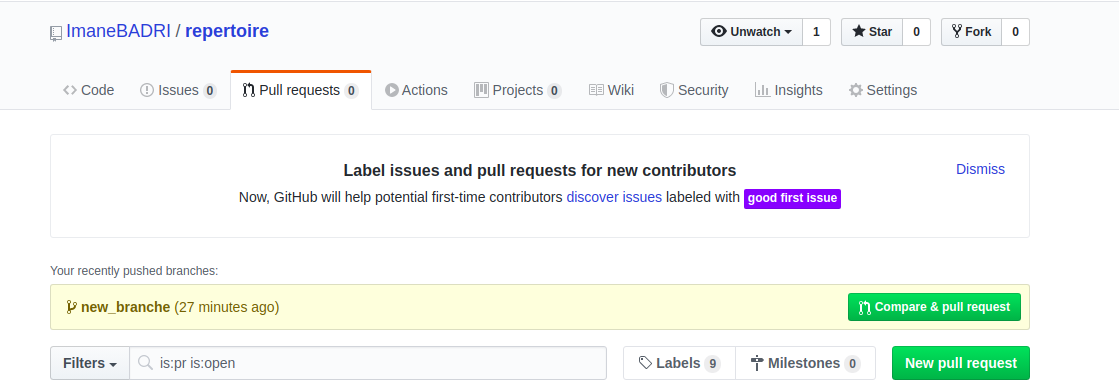 ImaneBADRI / repertoire Unwatch 1 Star 0 Fork 0
Code Issues 0 Pull requests 0 Actions Projects 0 Wiki Security Insights Settings
Label issues and pull requests for new contributors Dismiss
Now, GitHub will help potential first-time contributors discover issues labeled with good first issue
Your recently pushed branches:
new_branche (27 minutes ago) Compare & pull request
Filters is:pr is:open Labels 9 Milestones 0 New pull request